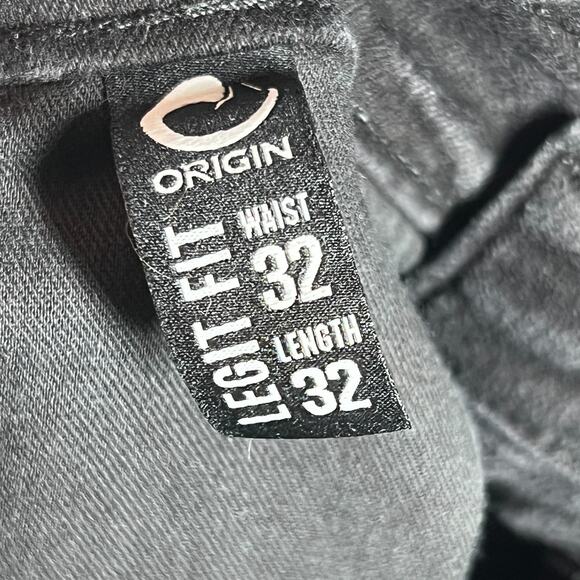 ORIGIN
LEGIT FIT
WAIST
32
LENGTH
32